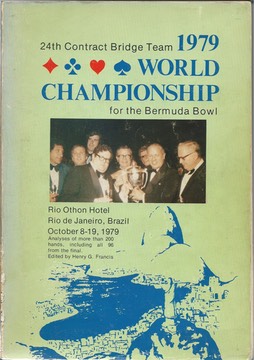 24th Contract Bridge Team 1979
WORLD
CHAMPIONSHIP
for the Bermuda Bowl
Rio Othon Hotel
Rio de Janeiro, Brazil
October 8-19, 1979
Analyses of more than 200
hands, including all 96
from the final.
Edited by Henry G. Francis